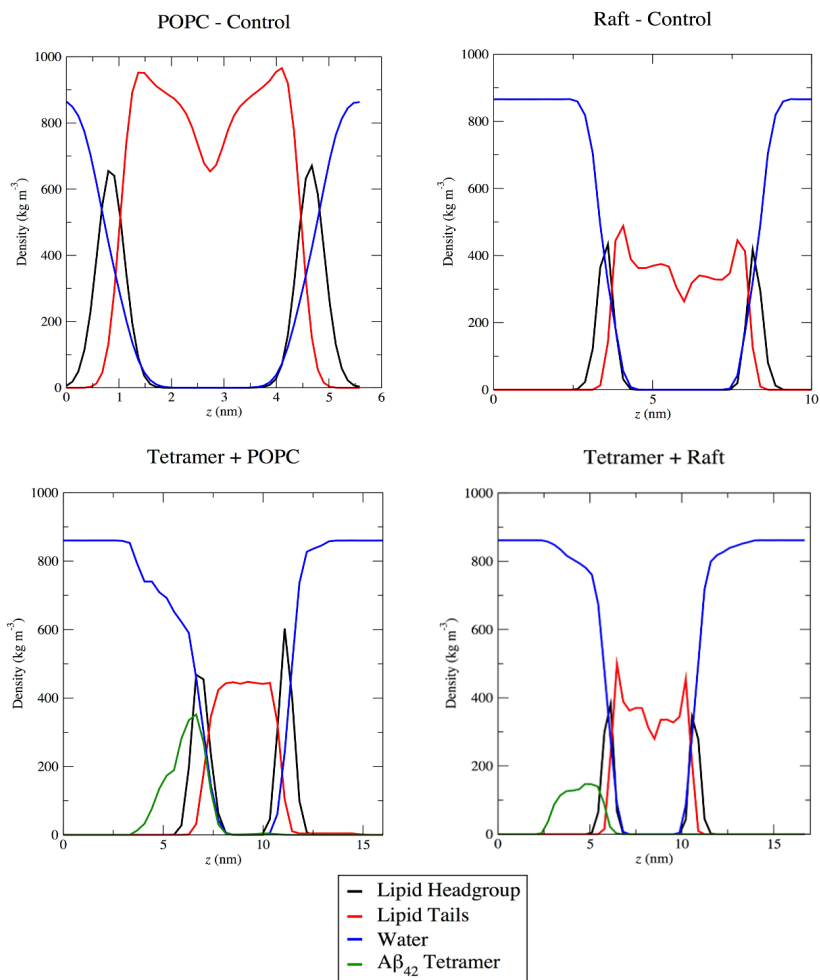 POPC - Control
Raft - Control
1000
800
600
400
200
0
Density (kg m⁻³)
0 1 2 3 4 5 6
z (nm)
1000
800
600
400
200
0
Density (kg m⁻³)
0 5 10
z (nm)
Tetramer + POPC
Tetramer + Raft
1000
800
600
400
200
0
Density (kg m⁻³)
0 5 10 15
z (nm)
1000
800
600
400
200
0
Density (kg m⁻³)
0 5 10 15
z (nm)
Lipid Headgroup
Lipid Tails
Water
Aβ₄₂ Tetramer